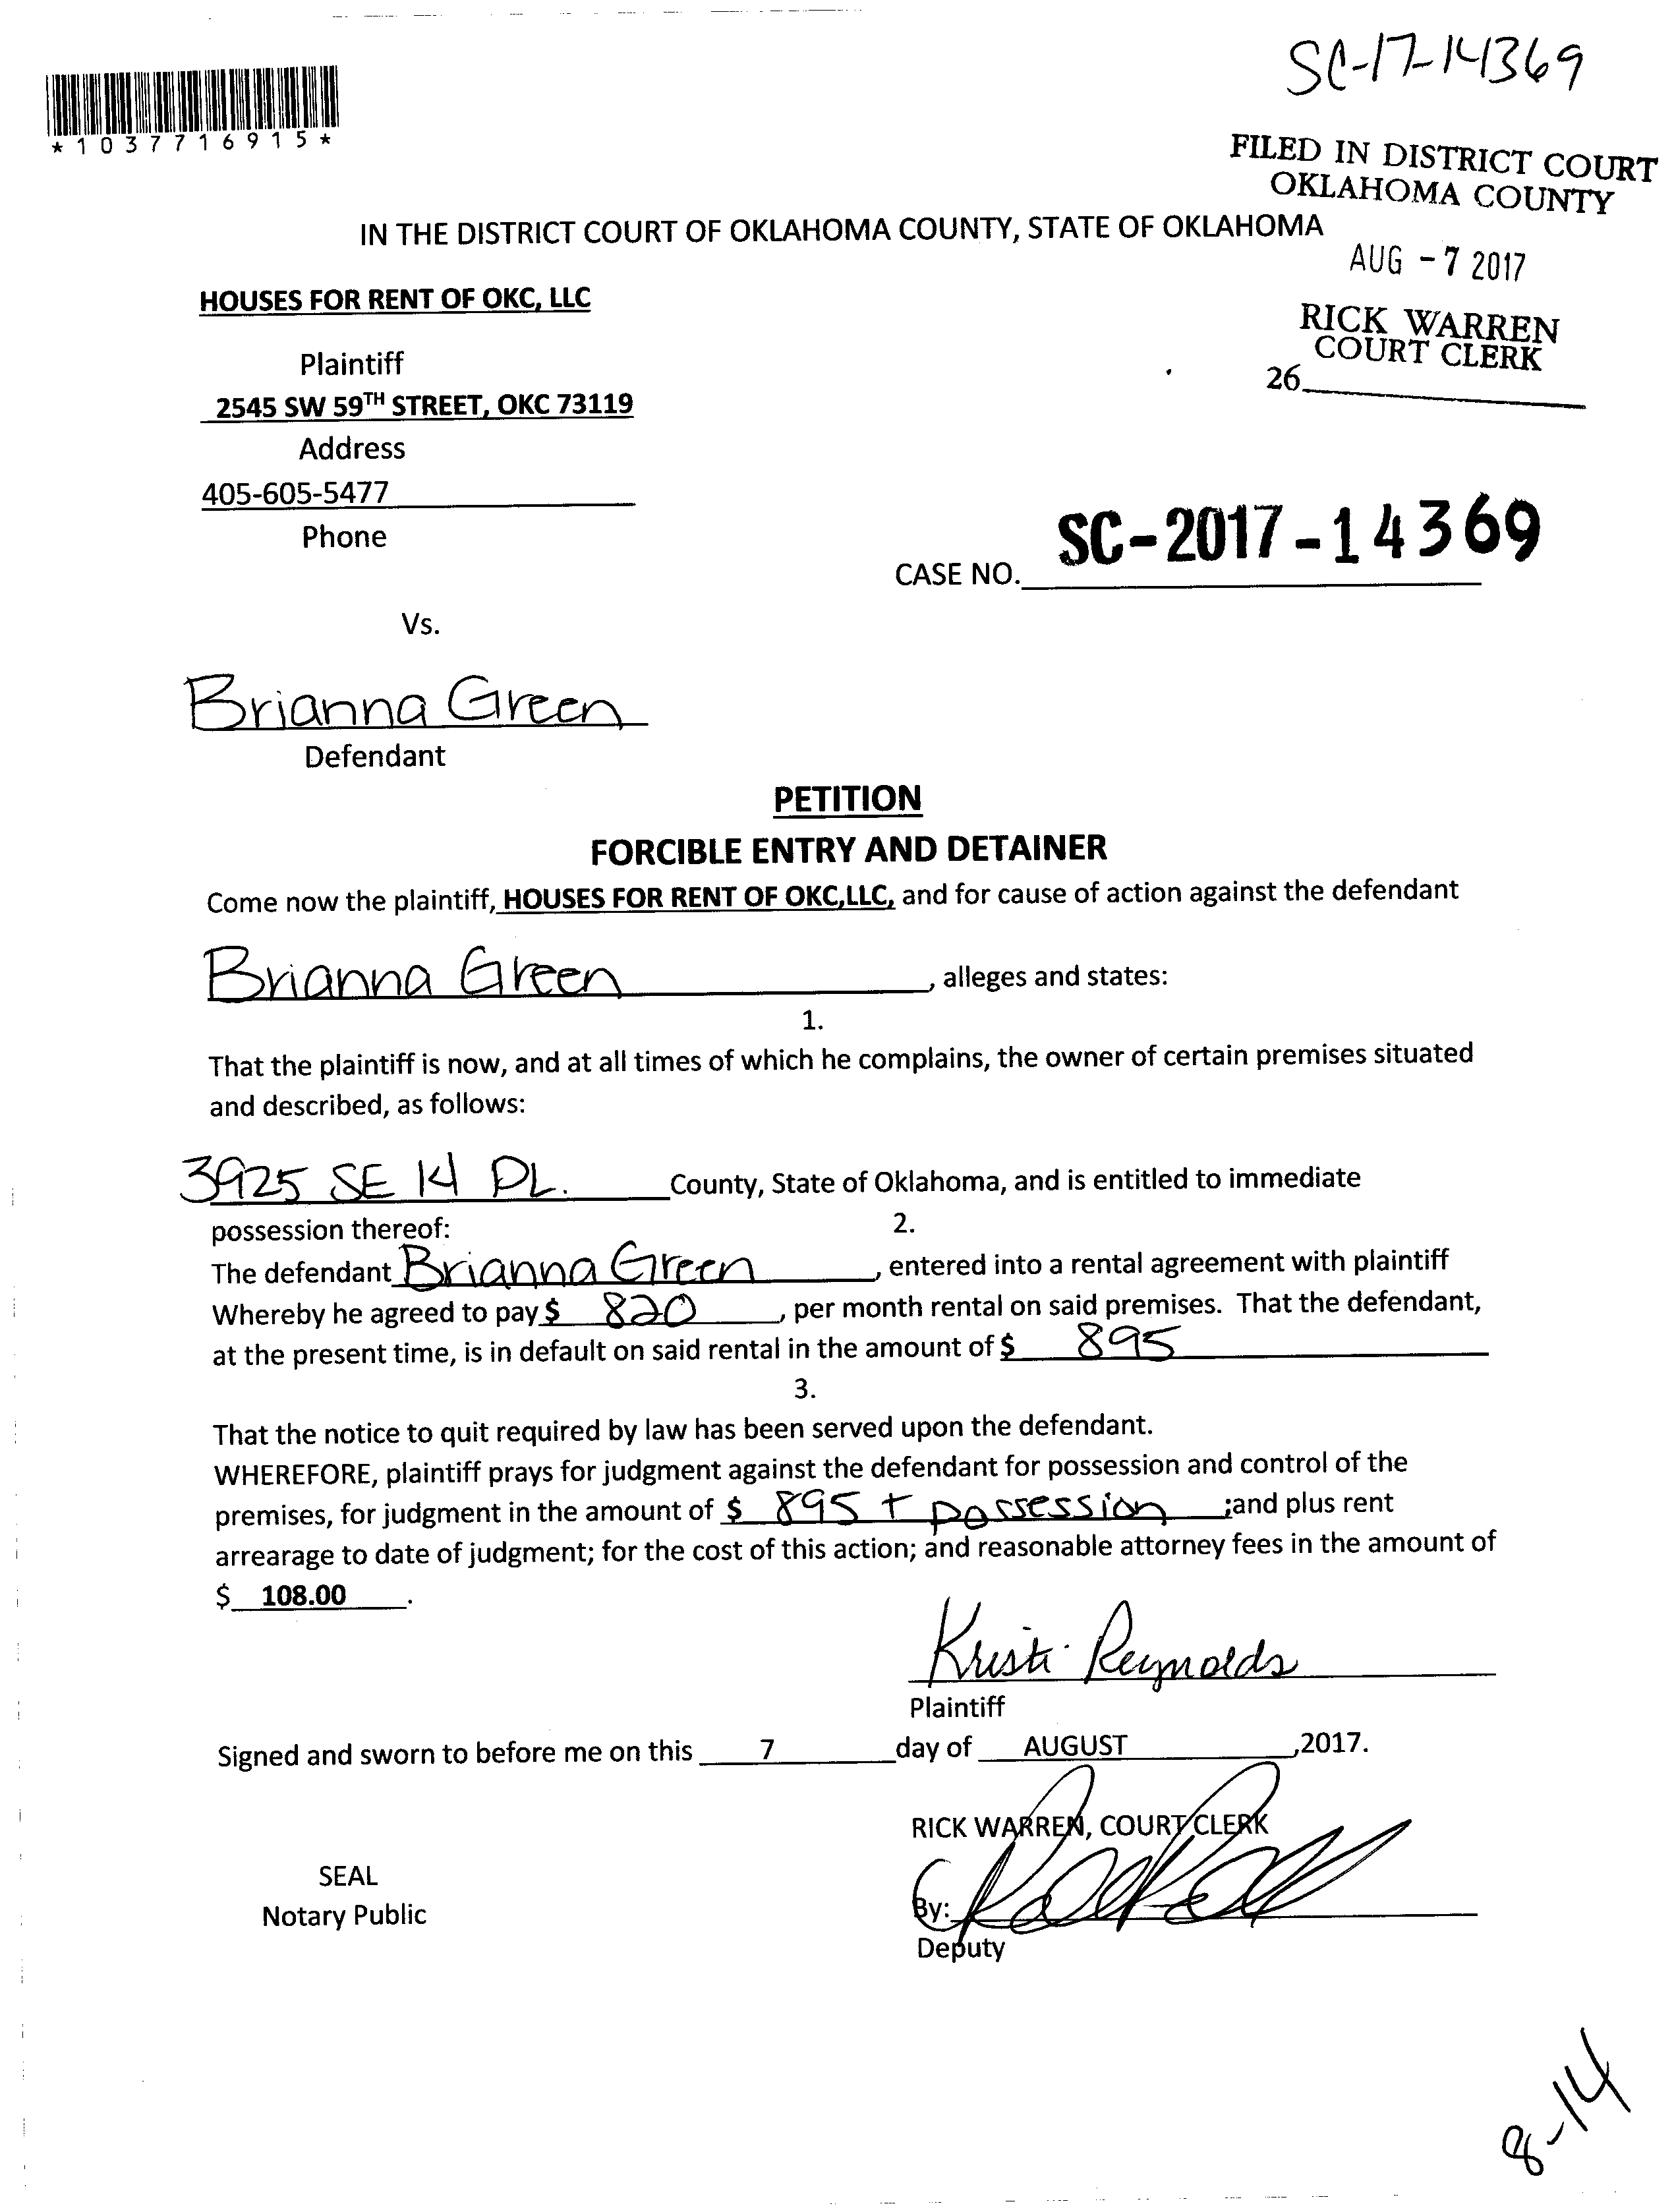 SC-17-14369
*1037716915*
FILED IN DISTRICT COURT
OKLAHOMA COUNTY
IN THE DISTRICT COURT OF OKLAHOMA COUNTY, STATE OF OKLAHOMA
AUG - 7 2017
HOUSES FOR RENT OF OKC, LLC
RICK WARREN
COURT CLERK
Plaintiff
26
2545 SW 59TH STREET, OKC 73119
Address
405-605-5477
Phone
SC-2017-14369
CASE NO.
Vs.
Brianna Green
Defendant
PETITION
FORCIBLE ENTRY AND DETAINER
Come now the plaintiff, HOUSES FOR RENT OF OKC,LLC, and for cause of action against the defendant
Brianna Green, alleges and states:
1.
That the plaintiff is now, and at all times of which he complains, the owner of certain premises situated
and described, as follows:
3925 SE 14 PL. County, State of Oklahoma, and is entitled to immediate
possession thereof: 2.
The defendant Brianna Green, entered into a rental agreement with plaintiff
Whereby he agreed to pay $ 820, per month rental on said premises. That the defendant,
at the present time, is in default on said rental in the amount of $ 895
3.
That the notice to quit required by law has been served upon the defendant.
WHEREFORE, plaintiff prays for judgment against the defendant for possession and control of the
premises, for judgment in the amount of $ 895 + possession ;and plus rent
arrearage to date of judgment; for the cost of this action; and reasonable attorney fees in the amount of
$ 108.00.
Kristi Reynolds
Plaintiff
Signed and sworn to before me on this 7 day of AUGUST,2017.
RICK WARREN, COURT CLERK
SEAL
Notary Public
By:
Deputy
8-14